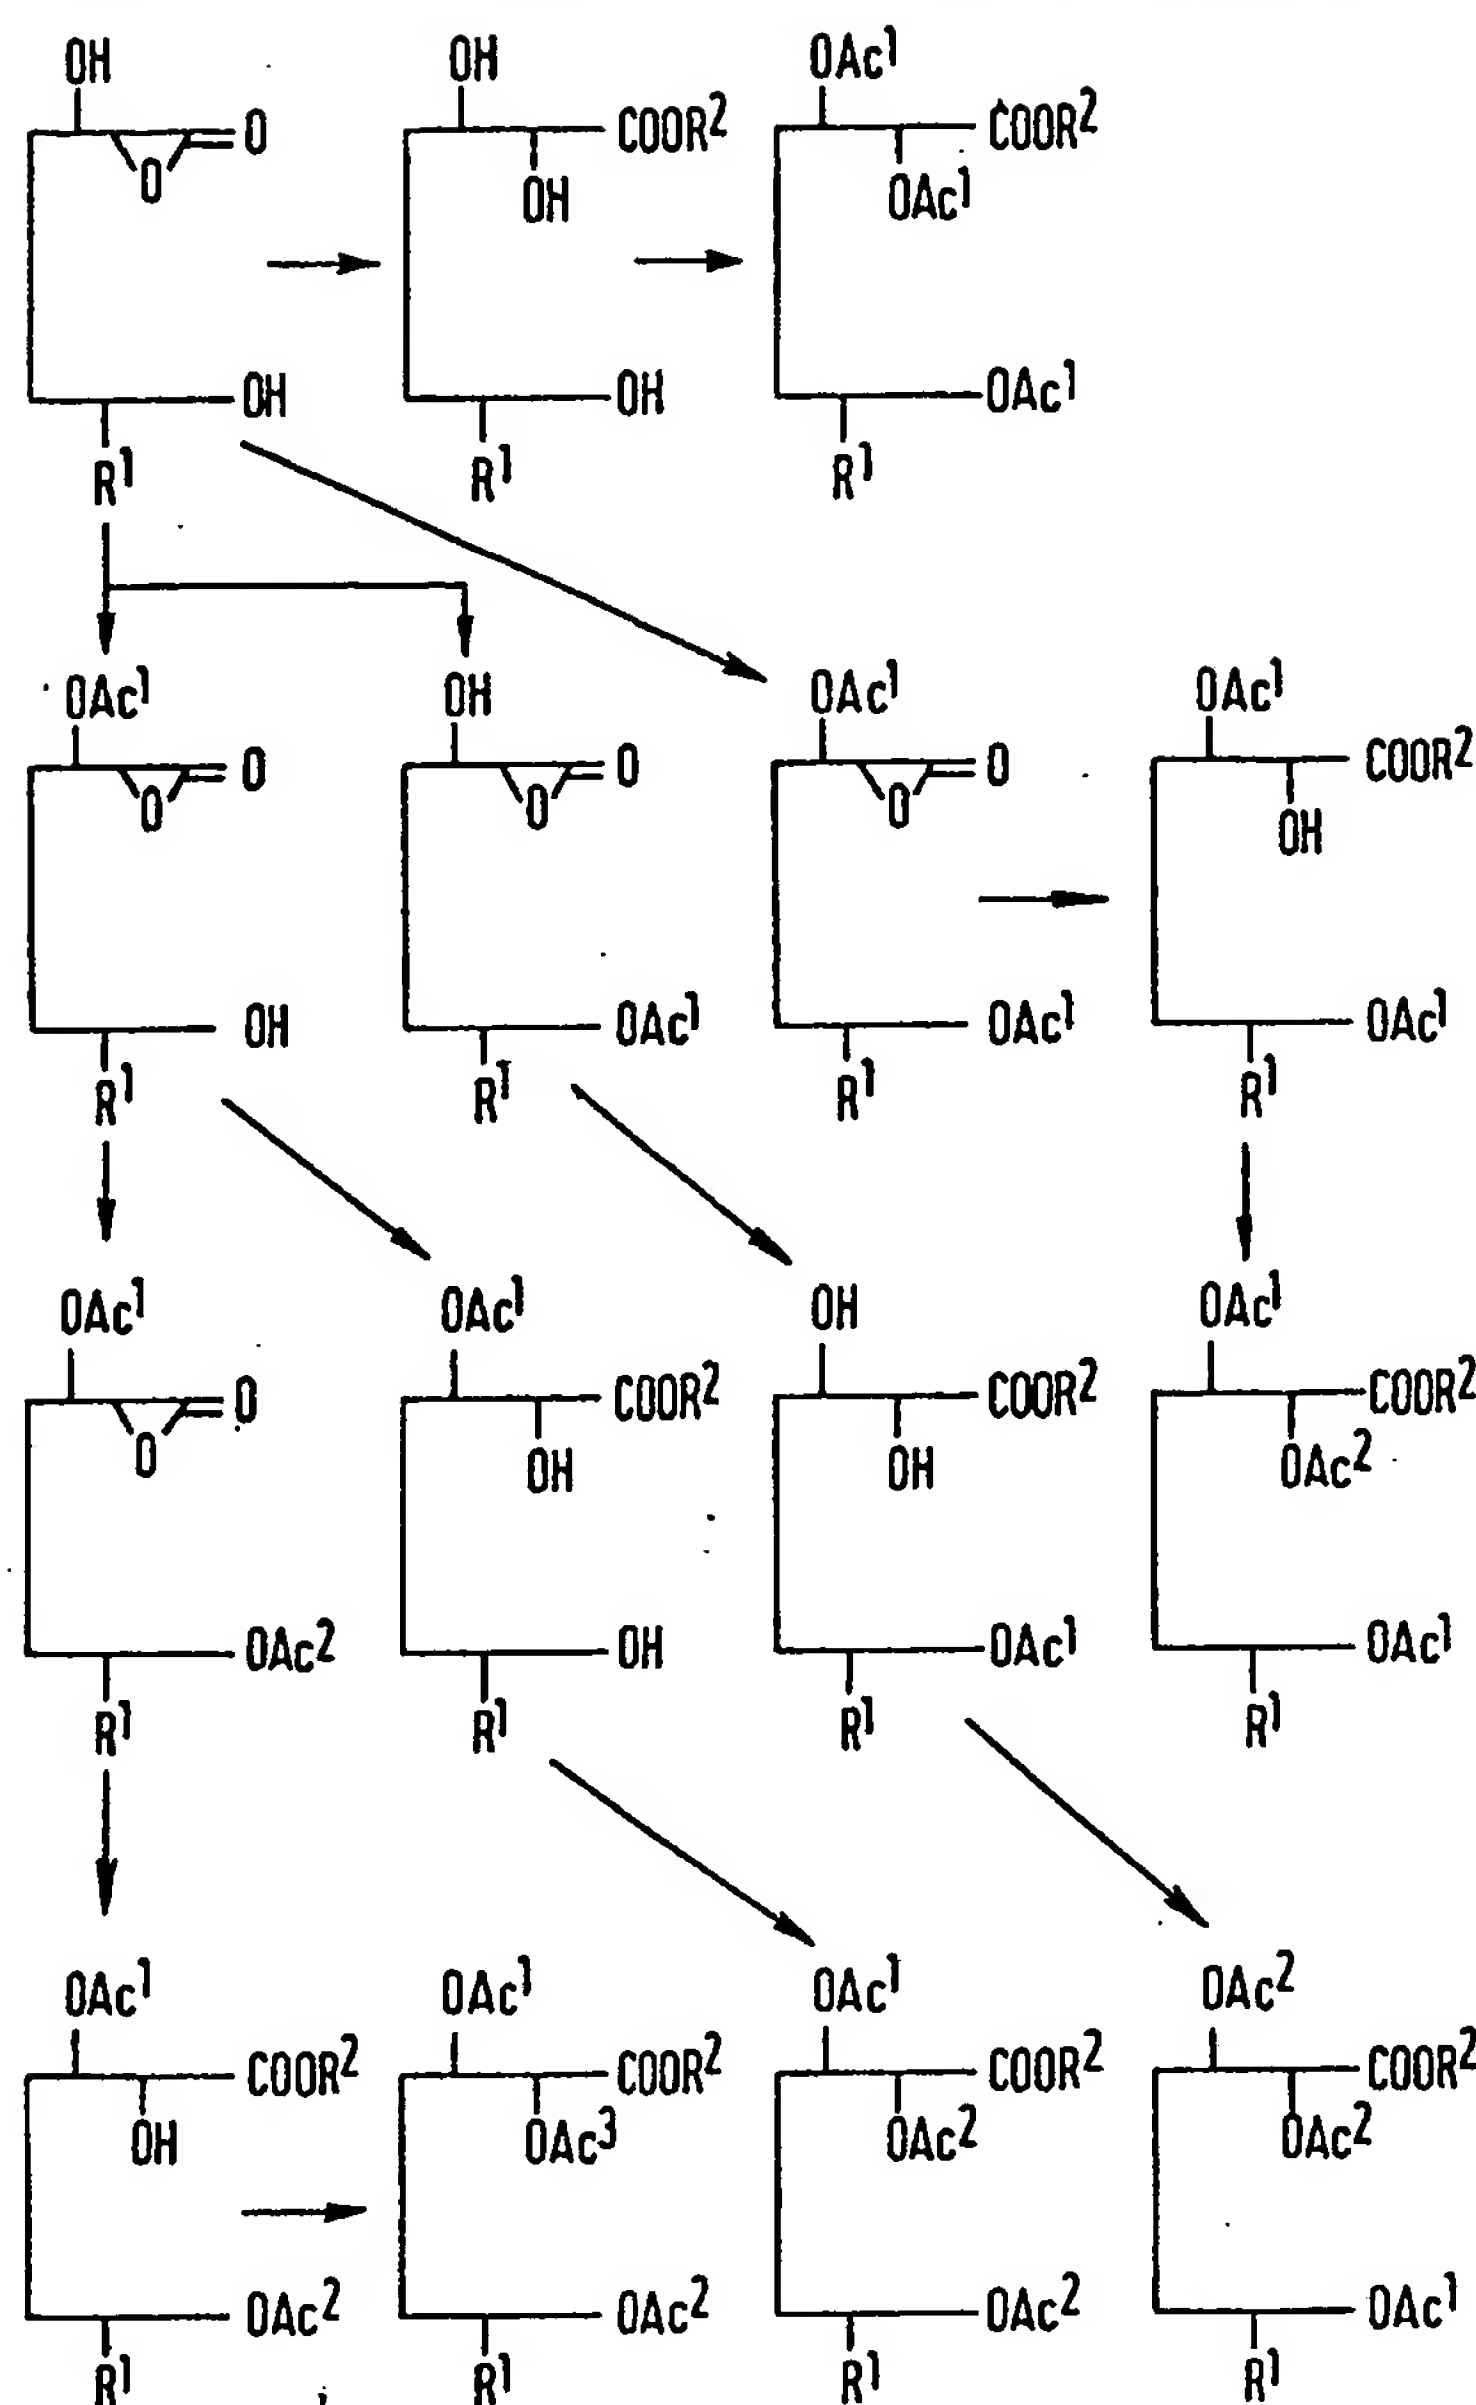 OH OH OAc¹
O COOR² COOR²
O OH OAc¹
OH OH OAc¹
R¹ R¹ R¹
OAc¹ OH OAc¹ OAc¹
O O O COOR²
O O O OH
OH OAc¹ OAc¹ OAc¹
R¹ R¹ R¹ R¹
OAc¹ OAc¹ OH OAc¹
O COOR² COOR² COOR²
O OH OH OAc²
OAc² OH OAc¹ OAc¹
R¹ R¹ R¹ R¹
OAc¹ OAc¹ OAc¹ OAc²
COOR² COOR² COOR² COOR²
OH OAc³ OAc² OAc²
OAc² OAc² OAc² OAc¹
R¹ R¹ R¹ R¹